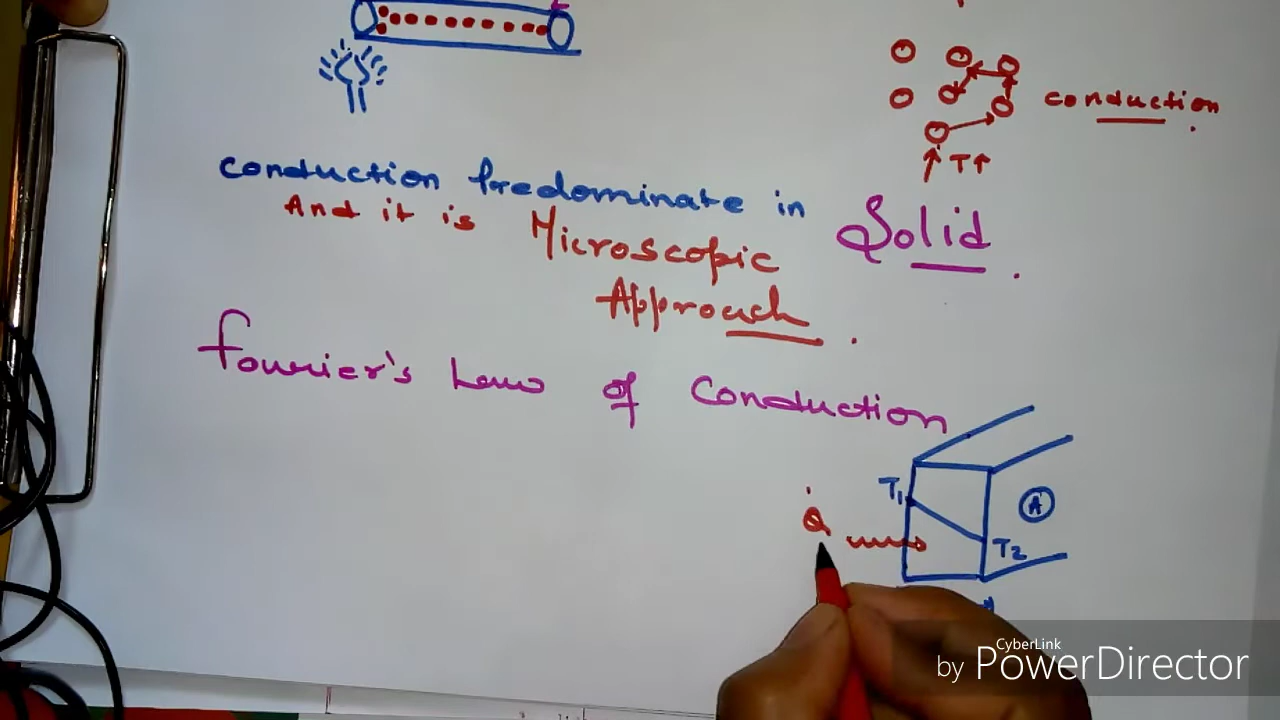 conduction
T↑
conduction predominate in Solid.
And it is Microscopic
Approach.
fourier's Law of Conduction
T1
A
Q̇
T2
CyberLink
by PowerDirector